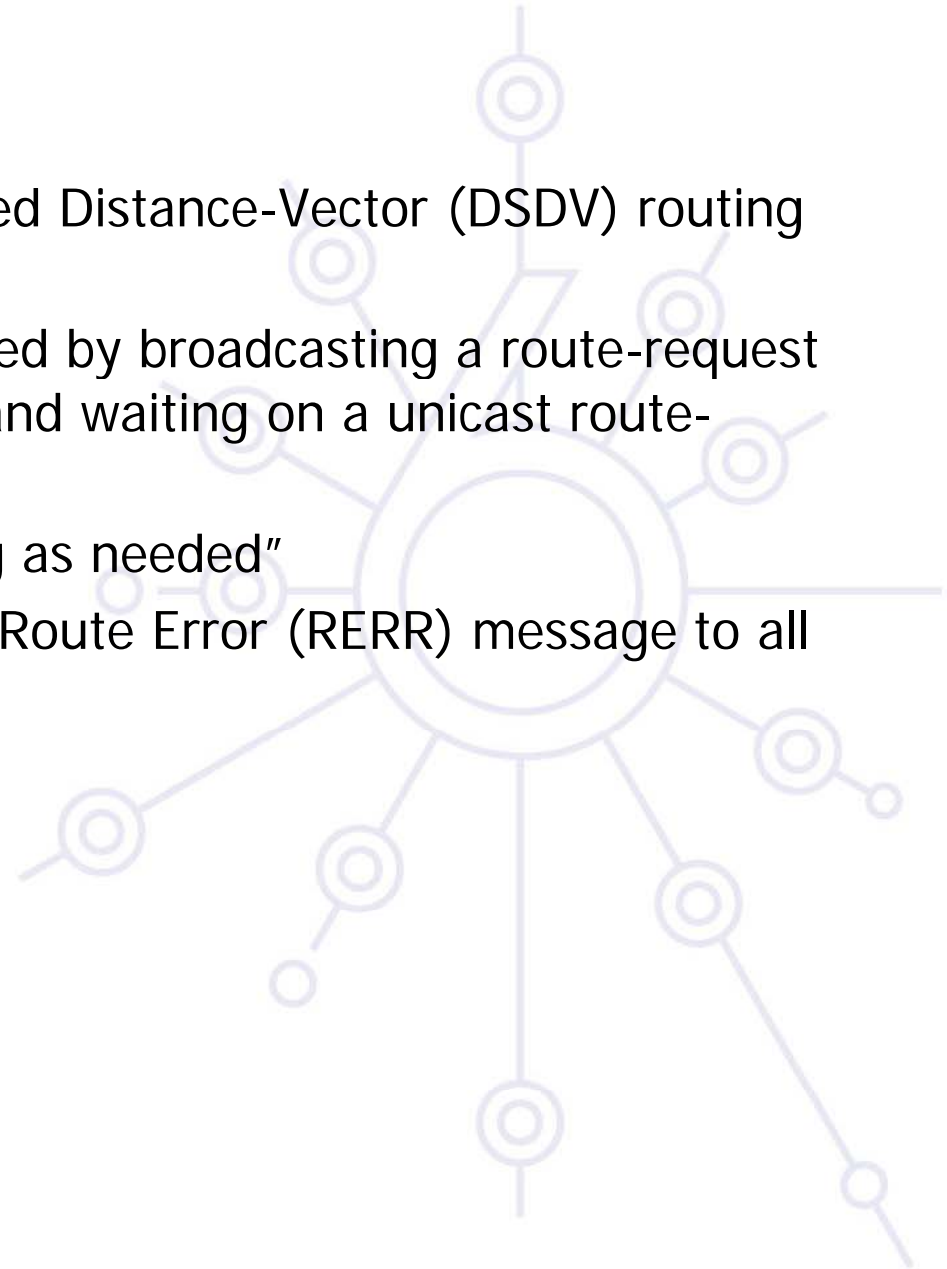 ed Distance-Vector (DSDV) routing
ed by broadcasting a route-request
and waiting on a unicast route-
g as needed”
Route Error (RERR) message to all